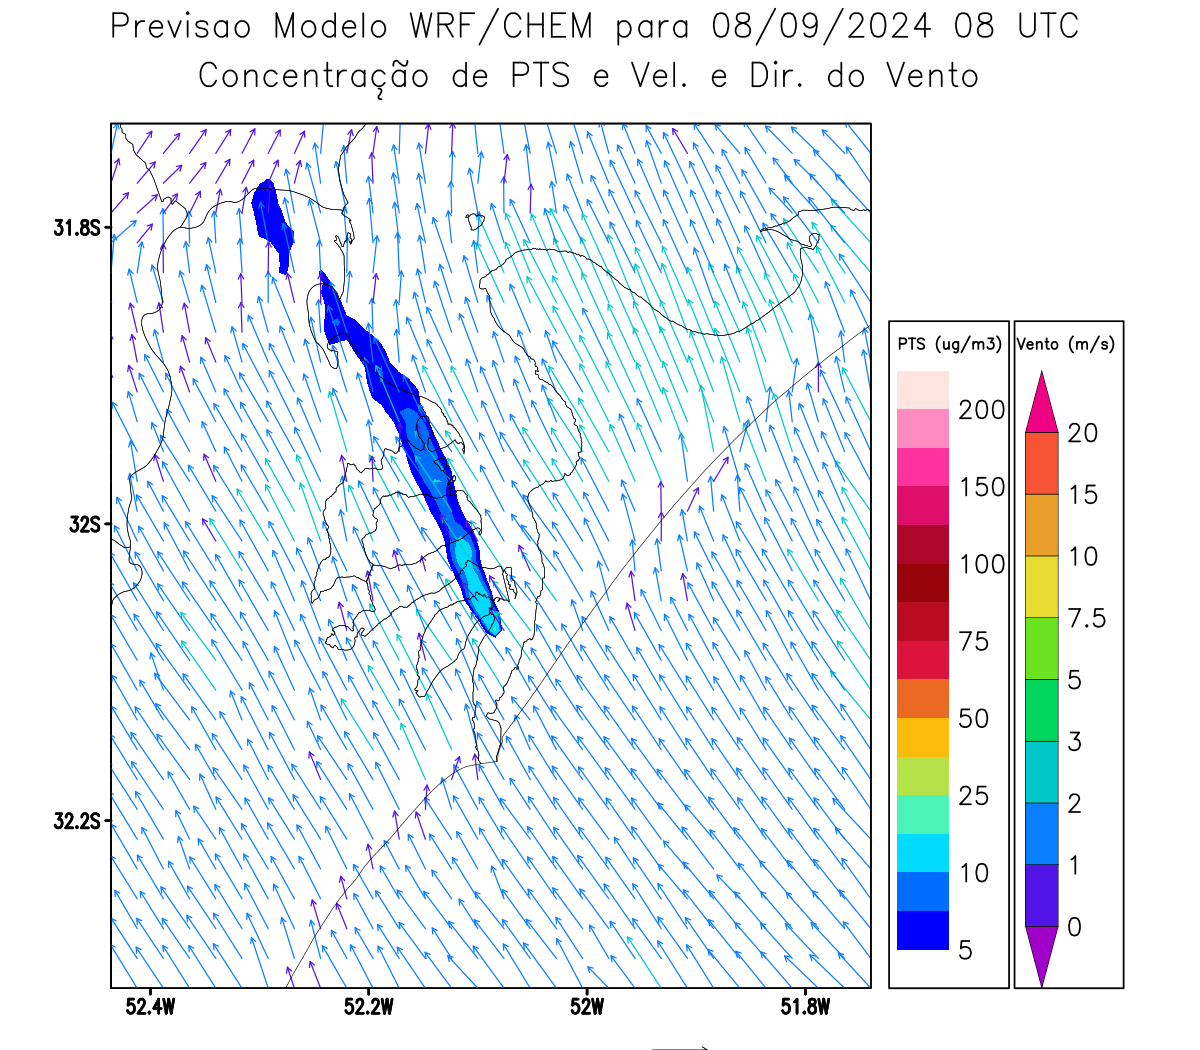 Previsao Modelo WRF/CHEM para 08/09/2024 08 UTC
Concentração de PTS e Vel. e Dir. do Vento
31.8S
32S
32.2S
52.4W
52.2W
52W
51.8W
PTS (ug/m3)
200
150
100
75
50
25
10
5
Vento (m/s)
20
15
10
7.5
5
3
2
1
0